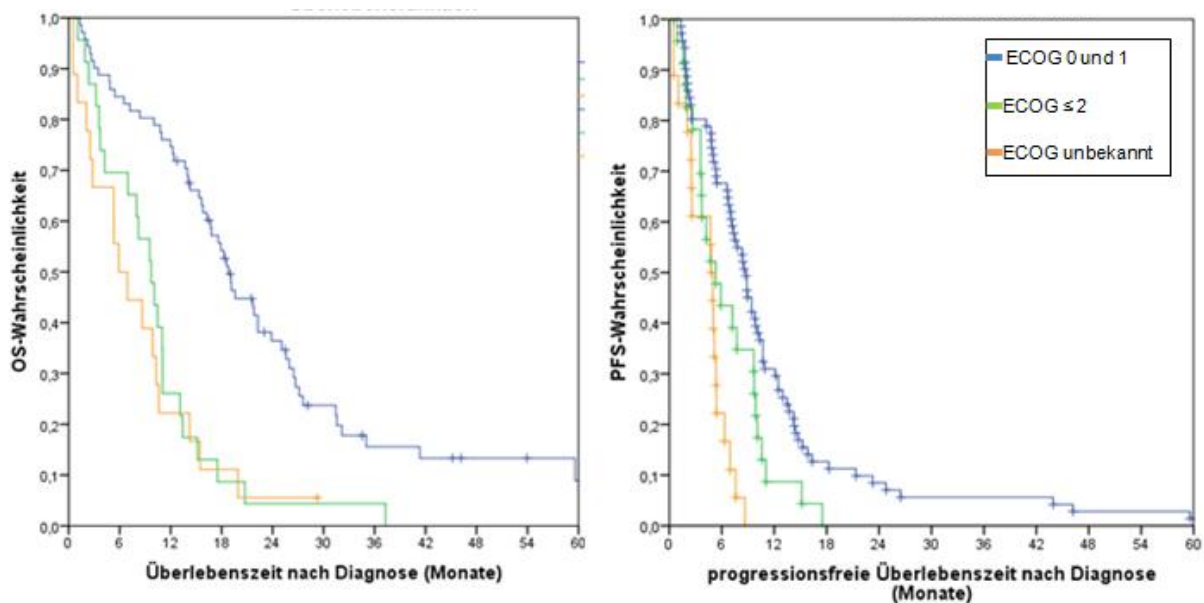 1,0
0,9
0,8
0,7
0,6
0,5
0,4
0,3
0,2
0,1
0,0
OS-Wahrscheinlichkeit
0 6 12 18 24 30 36 42 48 54 60
Überlebenszeit nach Diagnose (Monate)
1,0
0,9
0,8
0,7
0,6
0,5
0,4
0,3
0,2
0,1
0,0
PFS-Wahrscheinlichkeit
0 6 12 18 24 30 36 42 48 54 60
progressionsfreie Überlebenszeit nach Diagnose
(Monate)
ECOG 0 und 1
ECOG ≤ 2
ECOG unbekannt